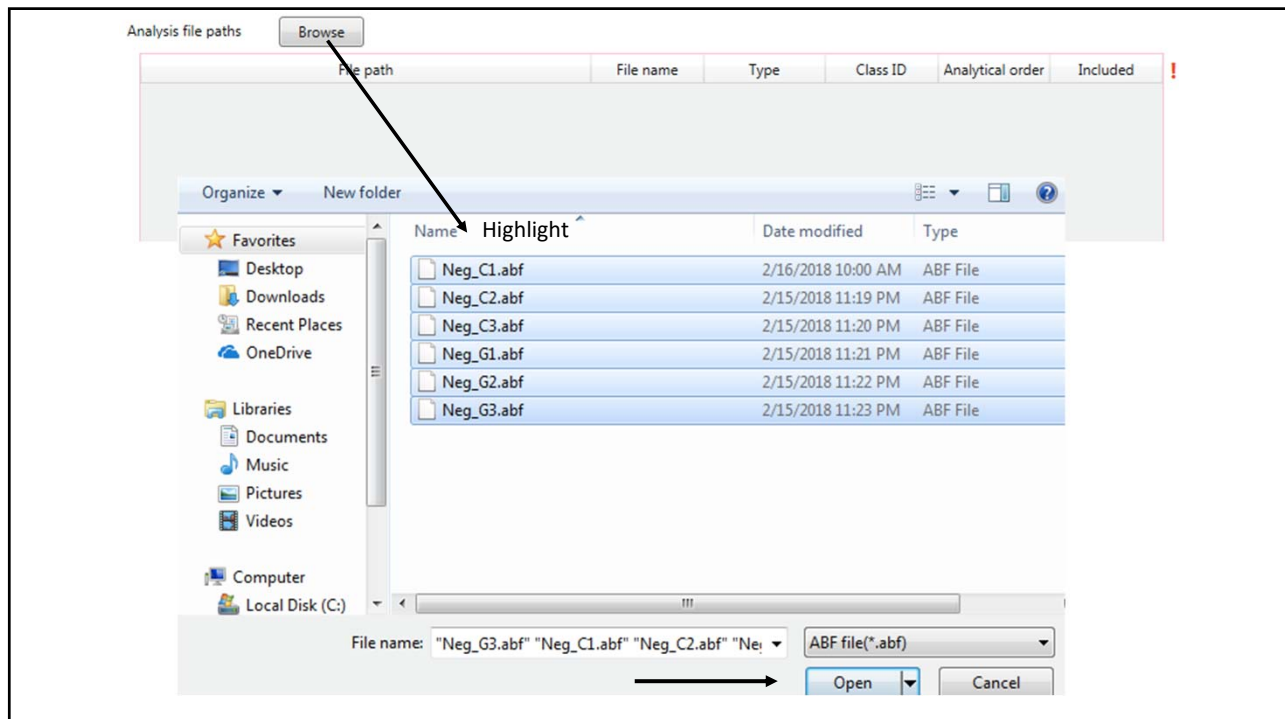 Analysis file paths Browse
File path File name Type Class ID Analytical order Included !
Organize New folder
Name Highlight Date modified Type
Favorites
Desktop
Downloads
Recent Places
OneDrive
Libraries
Documents
Music
Pictures
Videos
Computer
Local Disk (C:)
Neg_C1.abf 2/16/2018 10:00 AM ABF File
Neg_C2.abf 2/15/2018 11:19 PM ABF File
Neg_C3.abf 2/15/2018 11:20 PM ABF File
Neg_G1.abf 2/15/2018 11:21 PM ABF File
Neg_G2.abf 2/15/2018 11:22 PM ABF File
Neg_G3.abf 2/15/2018 11:23 PM ABF File
File name: "Neg_G3.abf" "Neg_C1.abf" "Neg_C2.abf" ABF file(*.abf)
Open Cancel